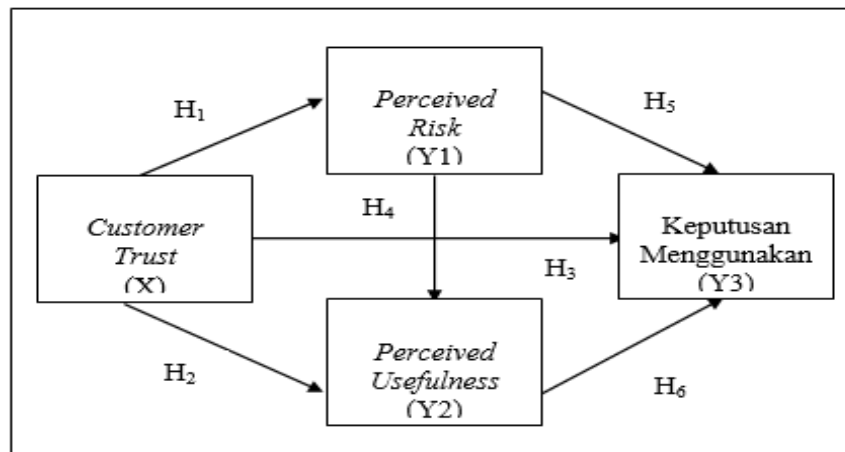 Perceived
Risk
(Y1)
H₁
H₅
Customer
Trust
(X)
H₄
Keputusan
Menggunakan
(Y3)
H₃
Perceived
Usefulness
(Y2)
H₂
H₆